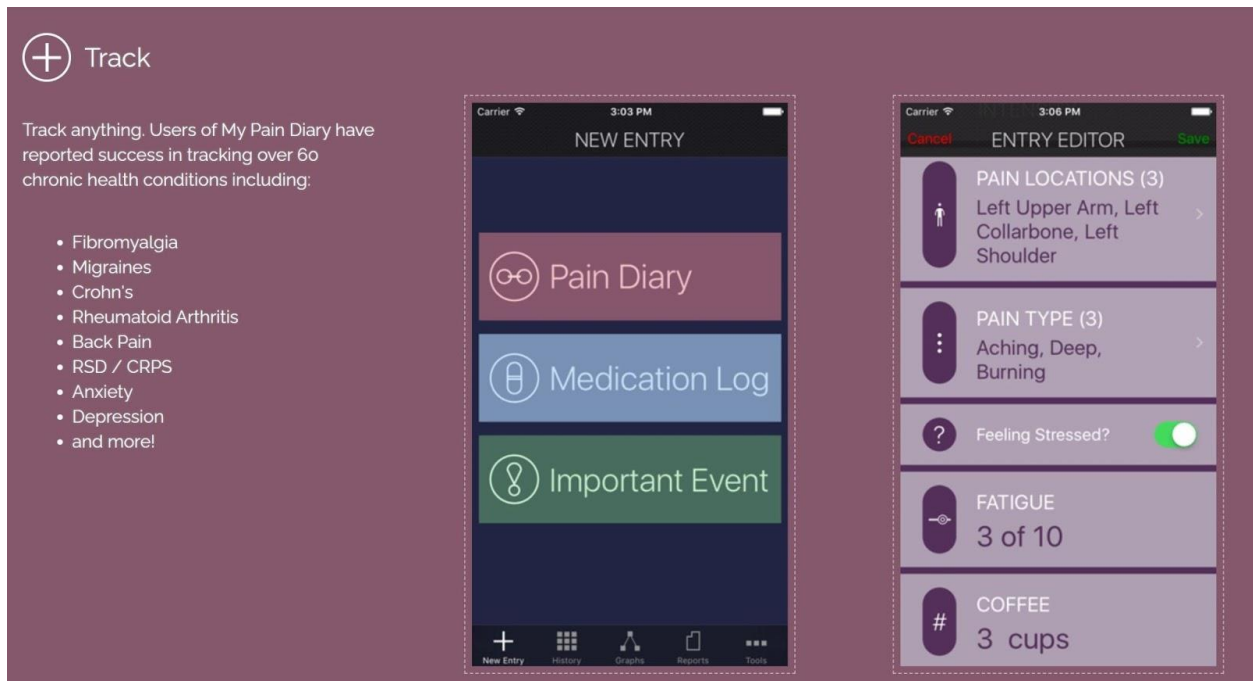 Track
Track anything. Users of My Pain Diary have
reported success in tracking over 60
chronic health conditions including:
• Fibromyalgia
• Migraines
• Crohn's
• Rheumatoid Arthritis
• Back Pain
• RSD / CRPS
• Anxiety
• Depression
• and more!
Carrier 3:03 PM
NEW ENTRY
Pain Diary
Medication Log
Important Event
New Entry History Graphs Reports Tools
Carrier 3:06 PM
Cancel ENTRY EDITOR Save
PAIN LOCATIONS (3)
Left Upper Arm, Left
Collarbone, Left
Shoulder
PAIN TYPE (3)
Aching, Deep,
Burning
? Feeling Stressed?
FATIGUE
3 of 10
# COFFEE
3 cups